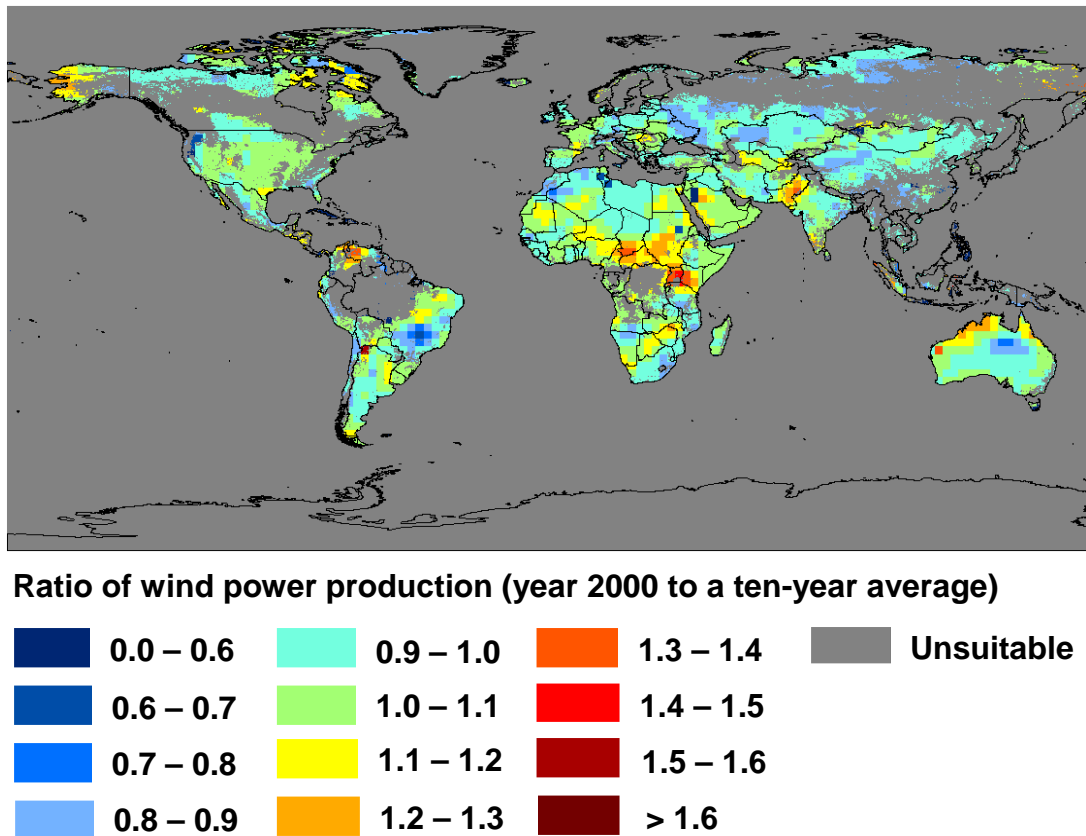 Ratio of wind power production (year 2000 to a ten-year average)
0.0 – 0.6
0.9 – 1.0
1.3 – 1.4
Unsuitable
0.6 – 0.7
1.0 – 1.1
1.4 – 1.5
0.7 – 0.8
1.1 – 1.2
1.5 – 1.6
0.8 – 0.9
1.2 – 1.3
> 1.6